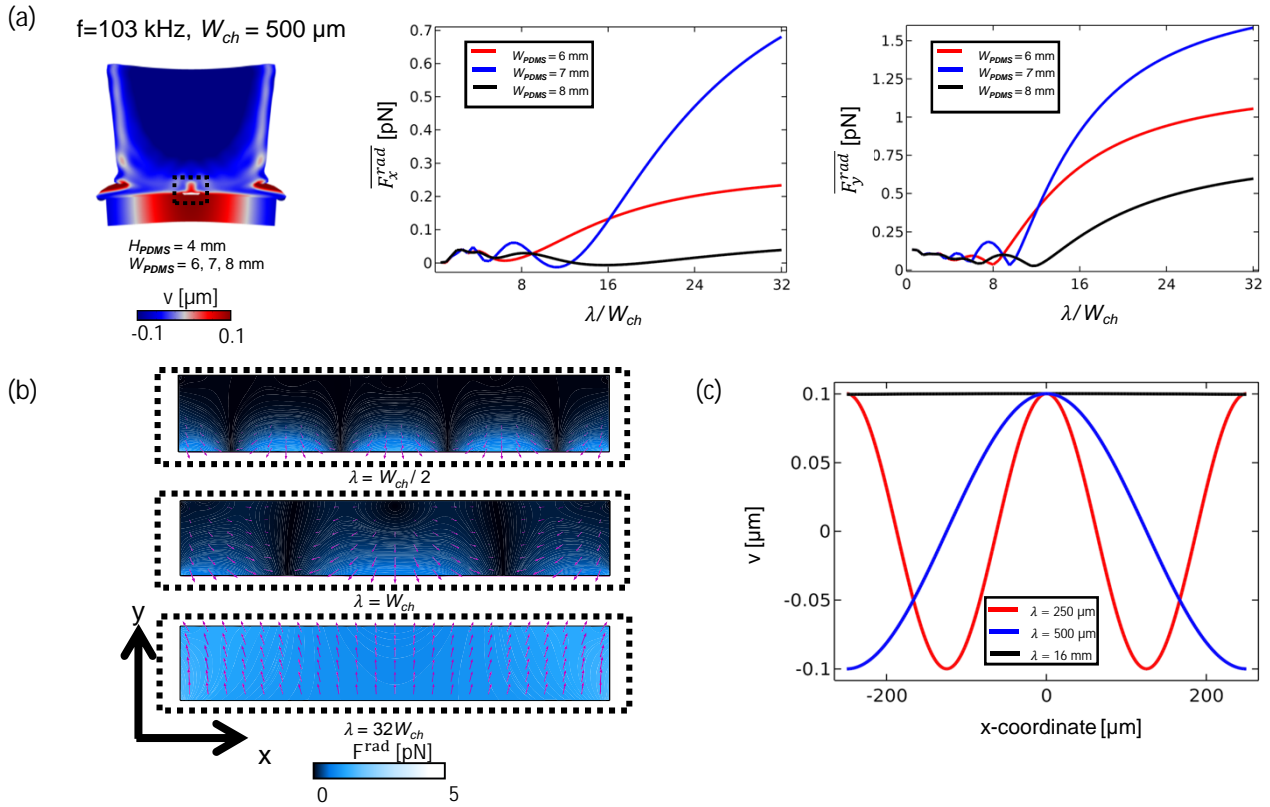 (a)
f=103 kHz, W_ch = 500 µm
H_PDMS = 4 mm
W_PDMS = 6, 7, 8 mm
v [µm]
-0.1 0.1
F_x^rad [pN]
0.7
0.6
0.5
0.4
0.3
0.2
0.1
0
W_PDMS = 6 mm
W_PDMS = 7 mm
W_PDMS = 8 mm
8 16 24 32
λ/W_ch
F_y^rad [pN]
1.5
1.25
1
0.75
0.5
0.25
0
W_PDMS = 6 mm
W_PDMS = 7 mm
W_PDMS = 8 mm
0 8 16 24 32
λ/W_ch
(b)
λ = W_ch / 2
λ = W_ch
λ = 32W_ch
y
x
F^rad [pN]
0 5
(c)
v [µm]
0.1
0.05
0
-0.05
-0.1
λ = 250 µm
λ = 500 µm
λ = 16 mm
-200 0 200
x-coordinate [µm]